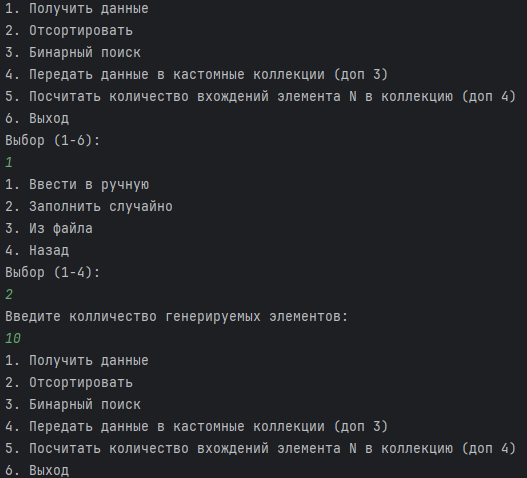 1. Получить данные
2. Отсортировать
3. Бинарный поиск
4. Передать данные в кастомные коллекции (доп 3)
5. Посчитать количество вхождений элемента N в коллекцию (доп 4)
6. Выход
Выбор (1-6):
1
1. Ввести в ручную
2. Заполнить случайно
3. Из файла
4. Назад
Выбор (1-4):
2
Введите колличество генерируемых элементов:
10
1. Получить данные
2. Отсортировать
3. Бинарный поиск
4. Передать данные в кастомные коллекции (доп 3)
5. Посчитать количество вхождений элемента N в коллекцию (доп 4)
6. Выход